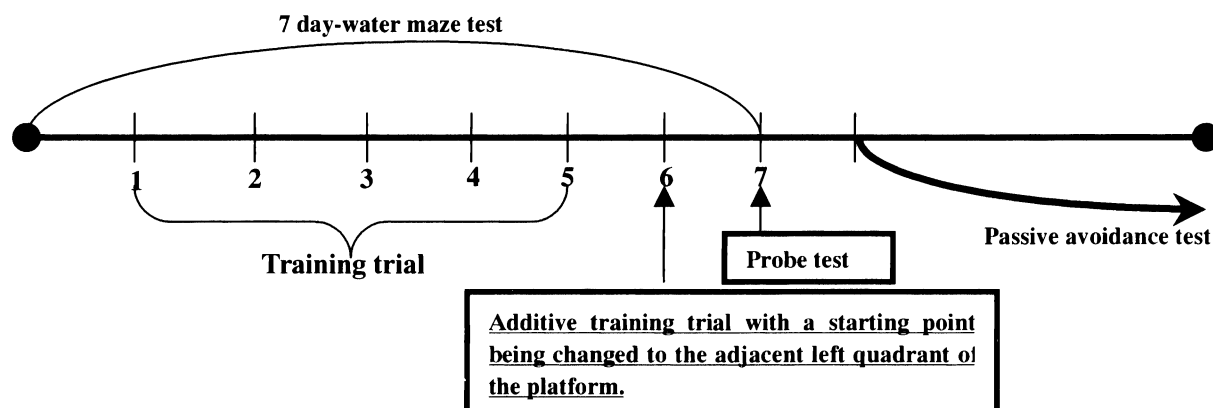 7 day-water maze test
1 2 3 4 5 6 7
Training trial
Probe test
Passive avoidance test
Additive training trial with a starting point
being changed to the adjacent left quadrant of
the platform.